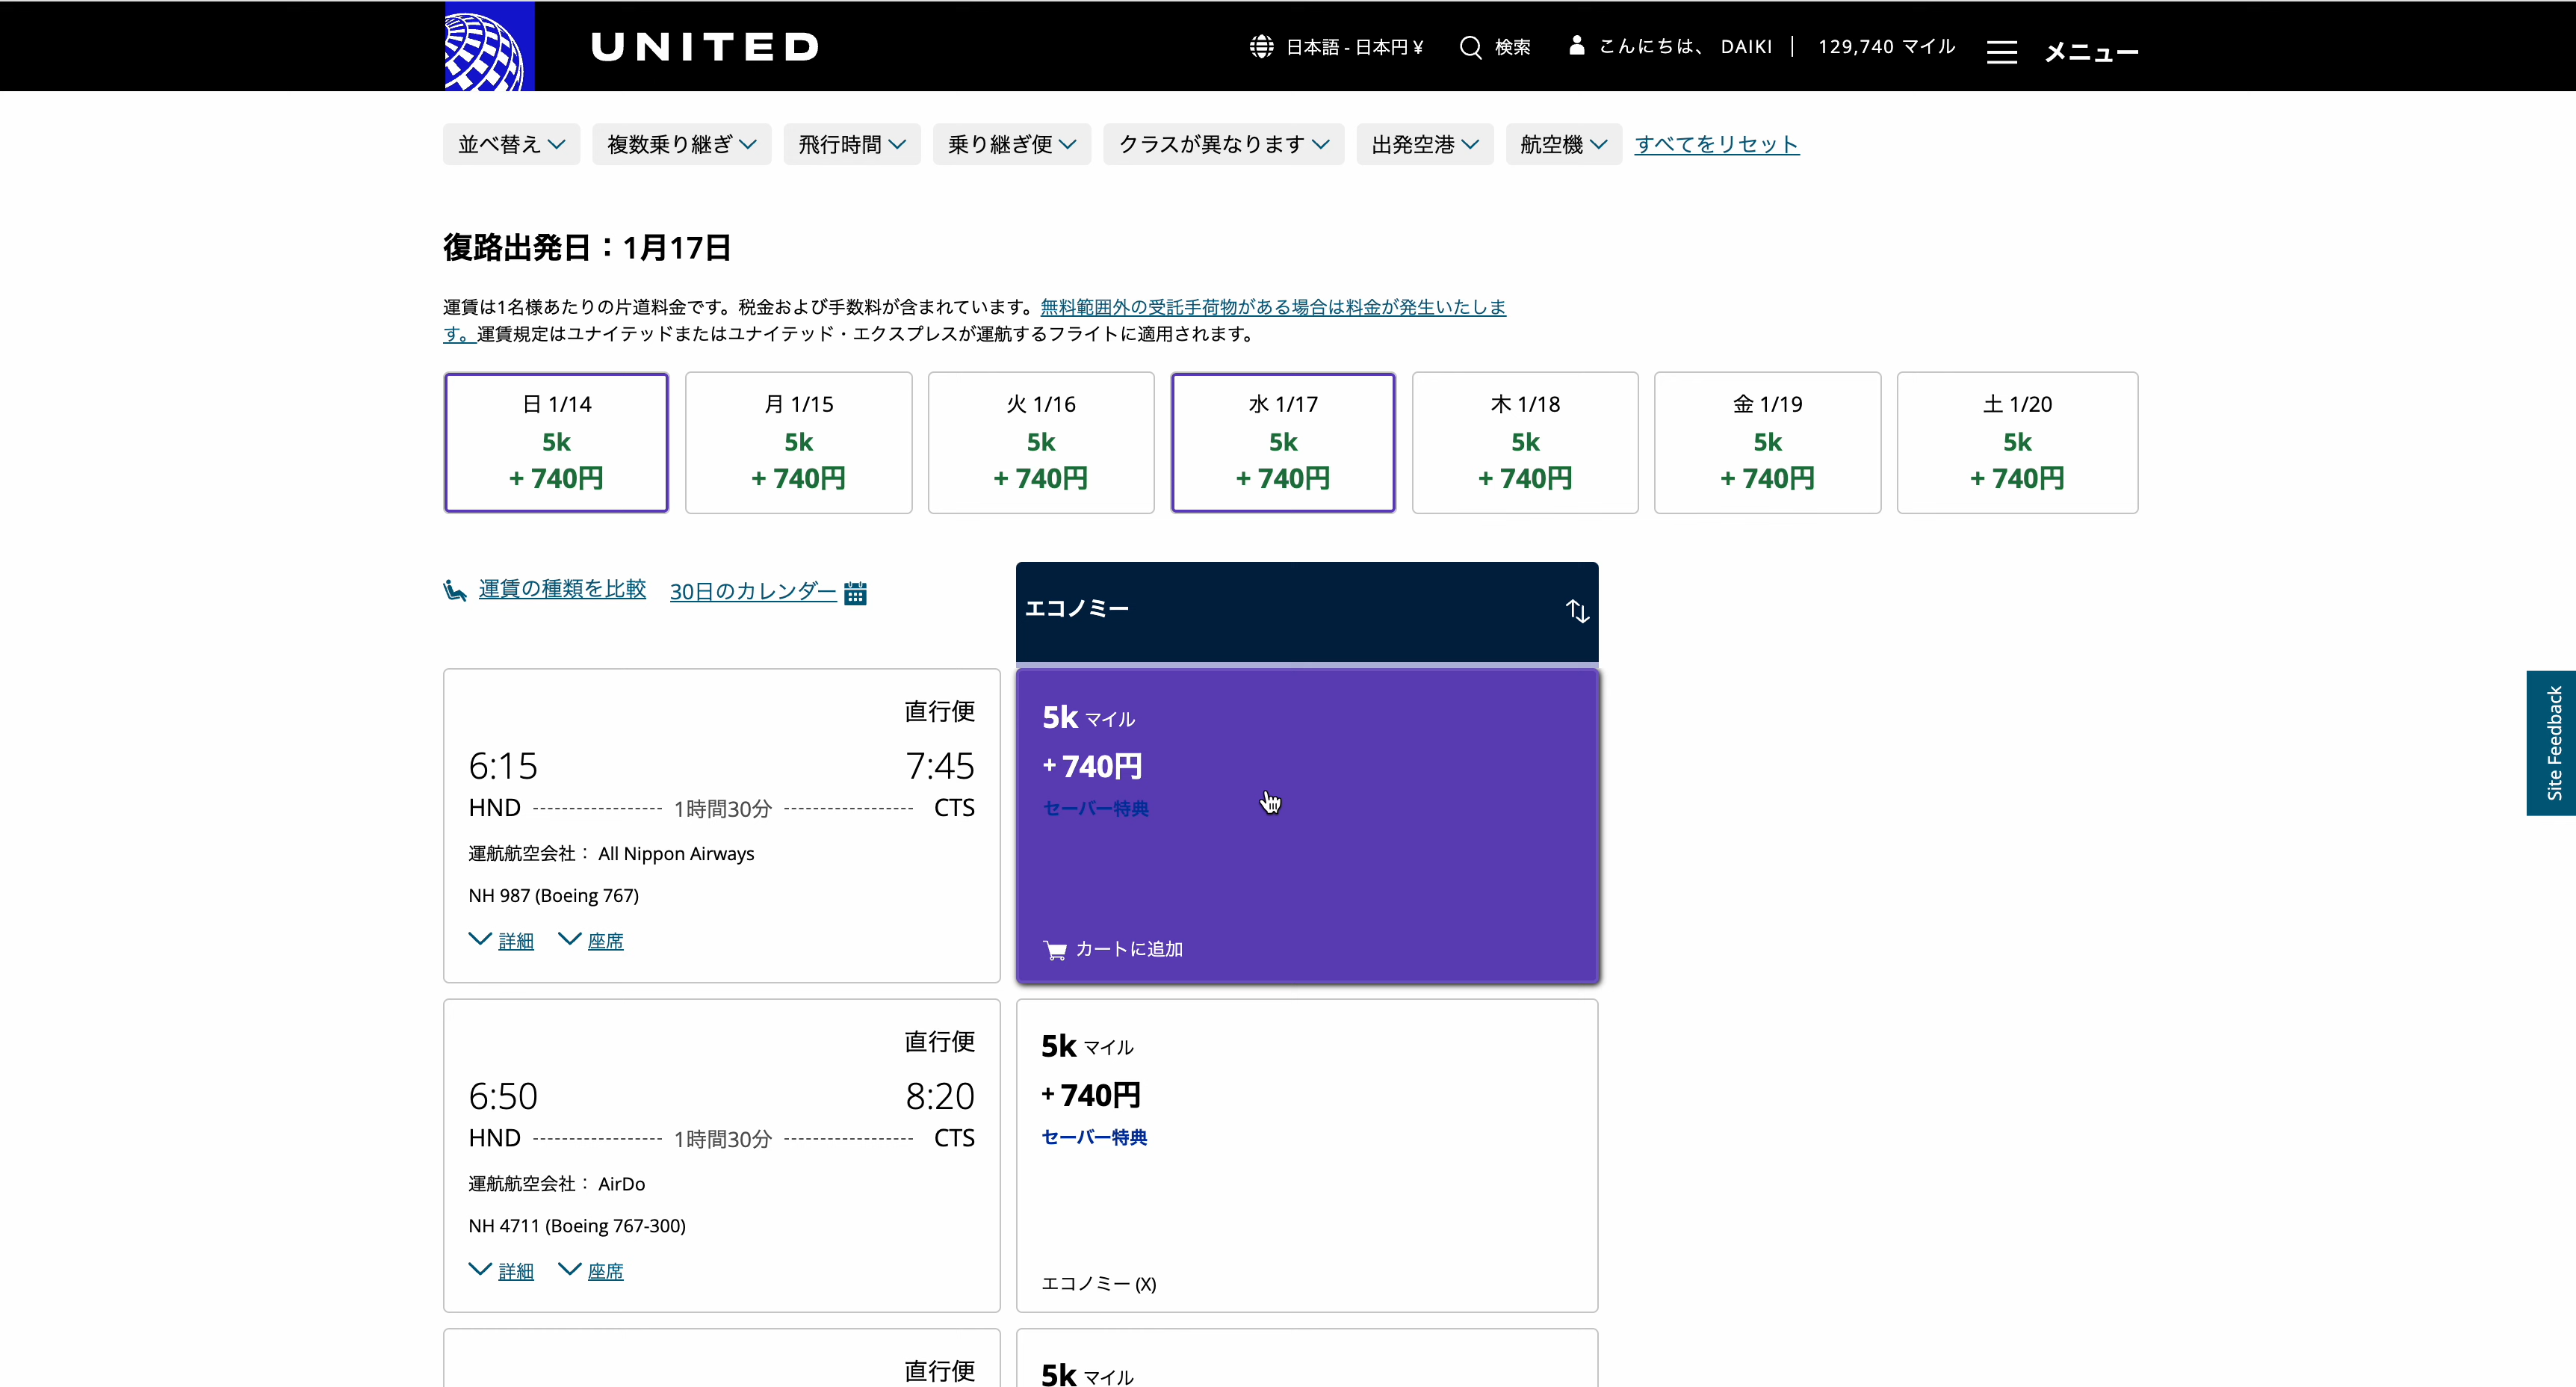 UNITED
日本語 - 日本円 ¥
検索
こんにちは、 DAIKI
129,740 マイル
メニュー
並べ替え
複数乗り継ぎ
飛行時間
乗り継ぎ便
クラスが異なります
出発空港
航空機
すべてをリセット
復路出発日：1月17日
運賃は1名様あたりの片道料金です。税金および手数料が含まれています。無料範囲外の受託手荷物がある場合は料金が発生いたしま
す。運賃規定はユナイテッドまたはユナイテッド・エクスプレスが運航するフライトに適用されます。
日 1/14
5k
+ 740円
月 1/15
5k
+ 740円
火 1/16
5k
+ 740円
水 1/17
5k
+ 740円
木 1/18
5k
+ 740円
金 1/19
5k
+ 740円
土 1/20
5k
+ 740円
運賃の種類を比較
30日のカレンダー
エコノミー
直行便
6:15 7:45
HND 1時間30分 CTS
運航航空会社： All Nippon Airways
NH 987 (Boeing 767)
詳細 座席
5k マイル
+ 740円
セーバー特典
カートに追加
直行便
6:50 8:20
HND 1時間30分 CTS
運航航空会社： AirDo
NH 4711 (Boeing 767-300)
詳細 座席
5k マイル
+ 740円
セーバー特典
エコノミー (X)
直行便
5k マイル
Site Feedback